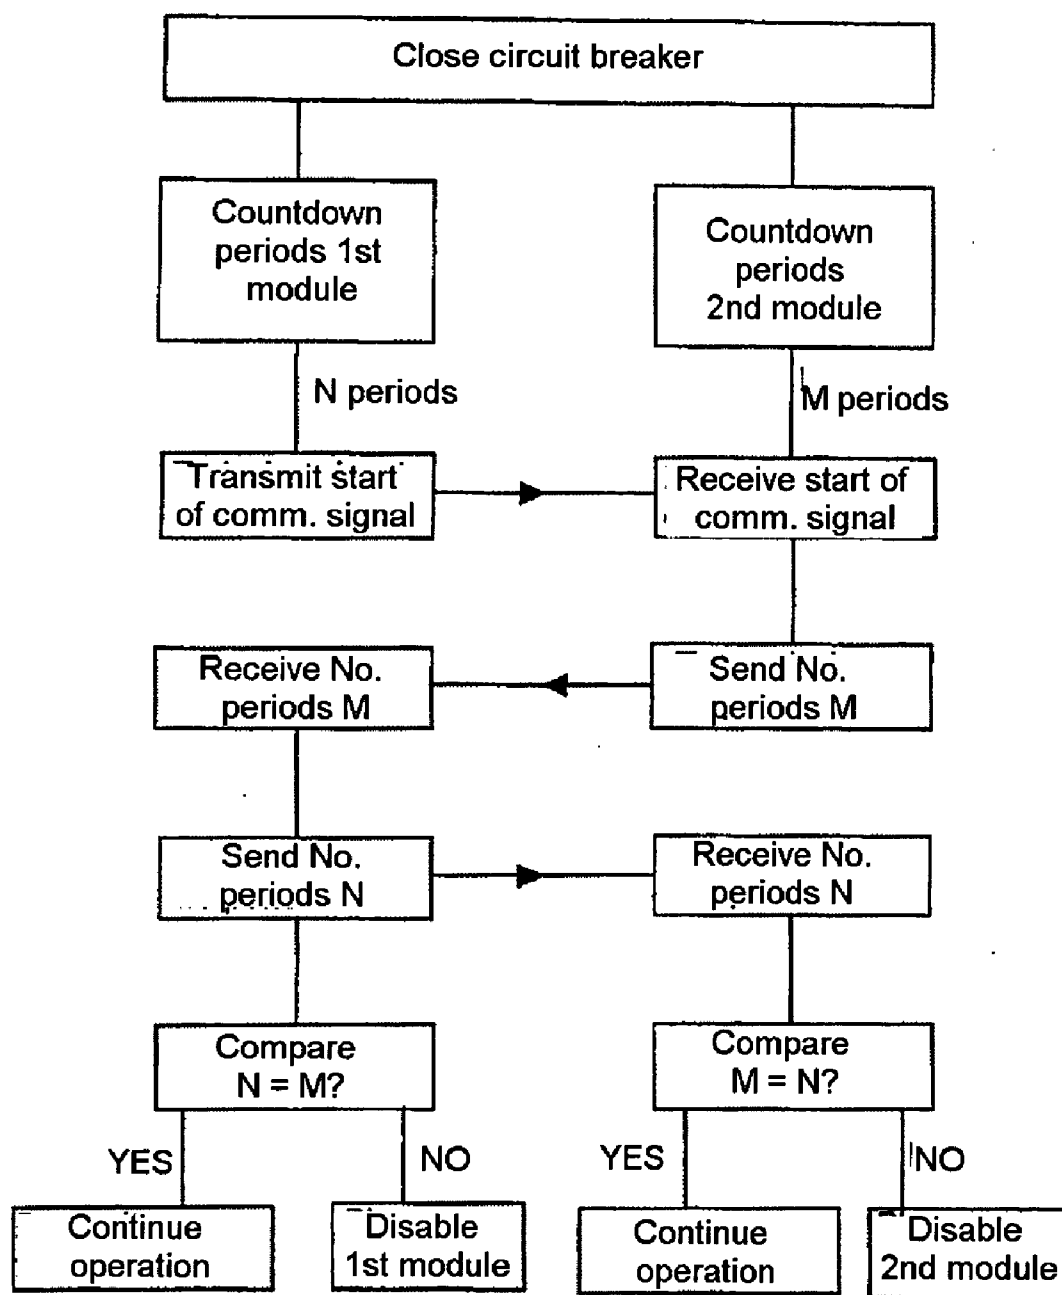 Close circuit breaker
Countdown
periods 1st
module
Countdown
periods
2nd module
N periods
M periods
Transmit start
of comm. signal
Receive start of
comm. signal
Receive No.
periods M
Send No.
periods M
Send No.
periods N
Receive No.
periods N
Compare
N = M?
Compare
M = N?
YES
NO
YES
NO
Continue
operation
Disable
1st module
Continue
operation
Disable
2nd module